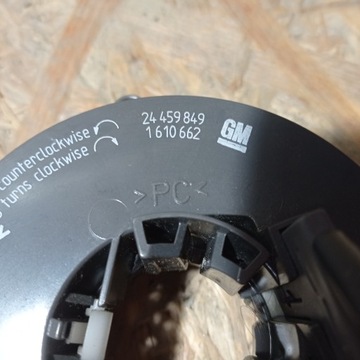 counterclockwise
turns clockwise
24 459 849
1 610 662
GM
>PC<